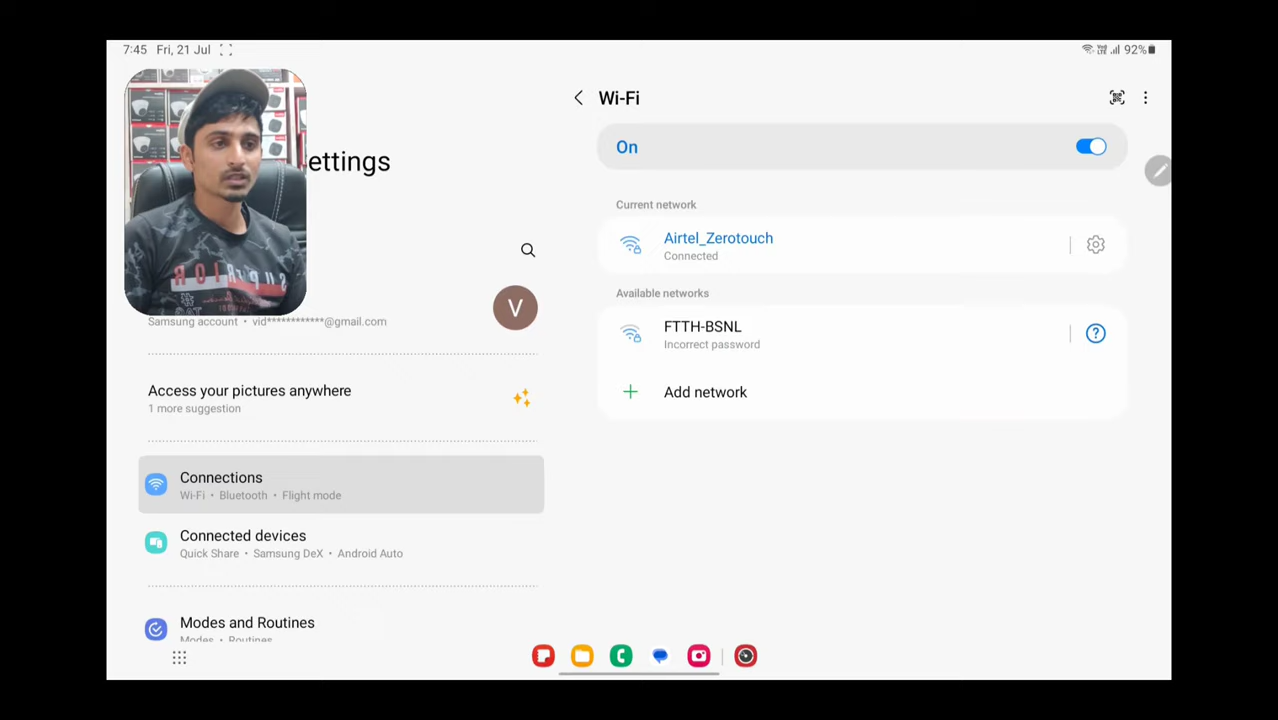 7:45 Fri, 21 Jul
92%
ettings
Samsung account • vid************@gmail.com
V
Access your pictures anywhere
1 more suggestion
Connections
Wi-Fi • Bluetooth • Flight mode
Connected devices
Quick Share • Samsung DeX • Android Auto
Modes and Routines
Modes • Routines
Wi-Fi
On
Current network
Airtel_Zerotouch
Connected
Available networks
FTTH-BSNL
Incorrect password
Add network